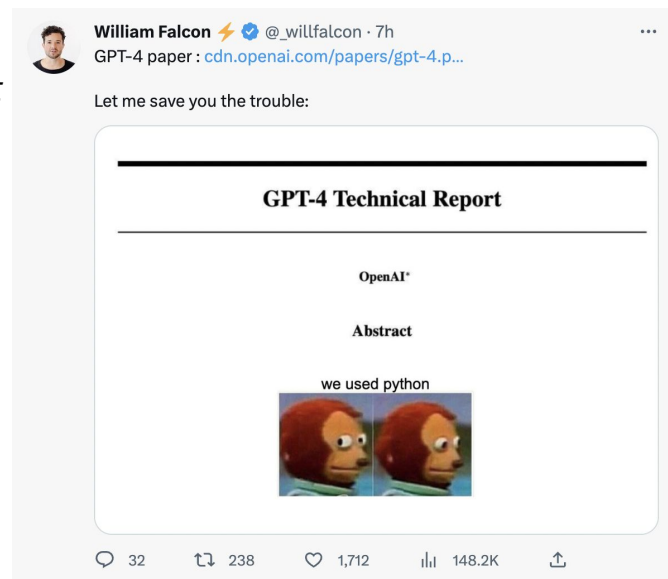 William Falcon ⚡ @_willfalcon · 7h
GPT-4 paper : cdn.openai.com/papers/gpt-4.p...
Let me save you the trouble:
GPT-4 Technical Report
OpenAI*
Abstract
we used python
32 238 1,712 148.2K